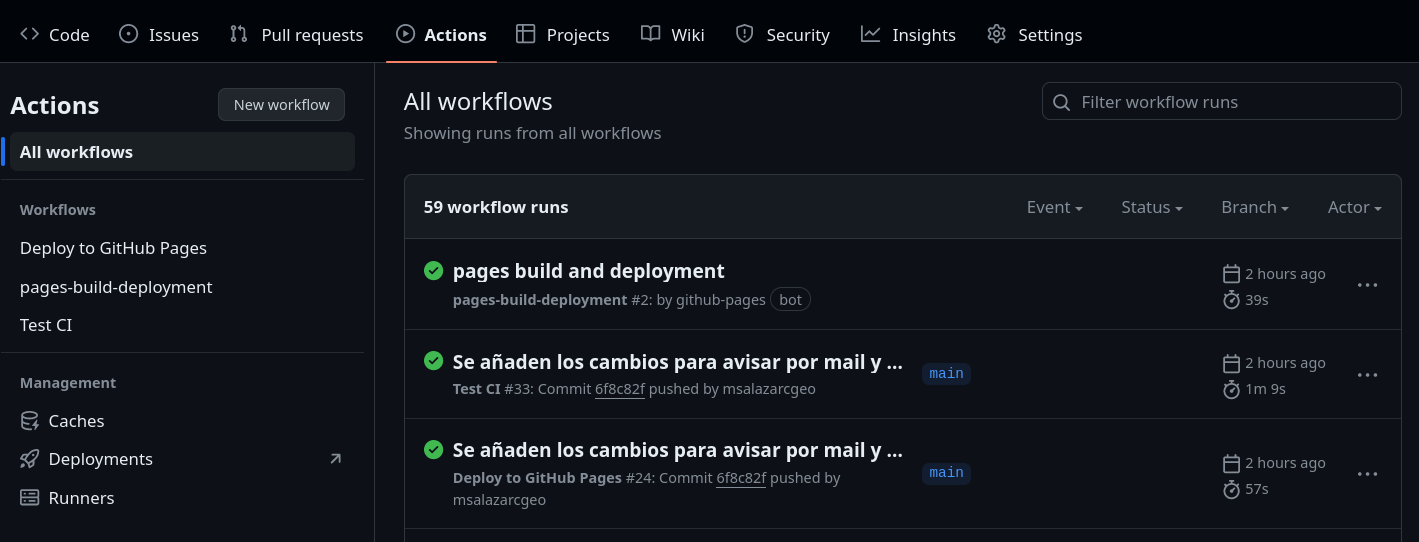 Code Issues Pull requests Actions Projects Wiki Security Insights Settings
Actions
New workflow
All workflows
Workflows
Deploy to GitHub Pages
pages-build-deployment
Test CI
Management
Caches
Deployments
Runners
All workflows
Showing runs from all workflows
Filter workflow runs
59 workflow runs
Event Status Branch Actor
pages build and deployment
pages-build-deployment #2: by github-pages bot
2 hours ago
39s
Se añaden los cambios para avisar por mail y ...
Test CI #33: Commit 6f8c82f pushed by msalazarcgeo
main
2 hours ago
1m 9s
Se añaden los cambios para avisar por mail y ...
Deploy to GitHub Pages #24: Commit 6f8c82f pushed by
msalazarcgeo
main
2 hours ago
57s